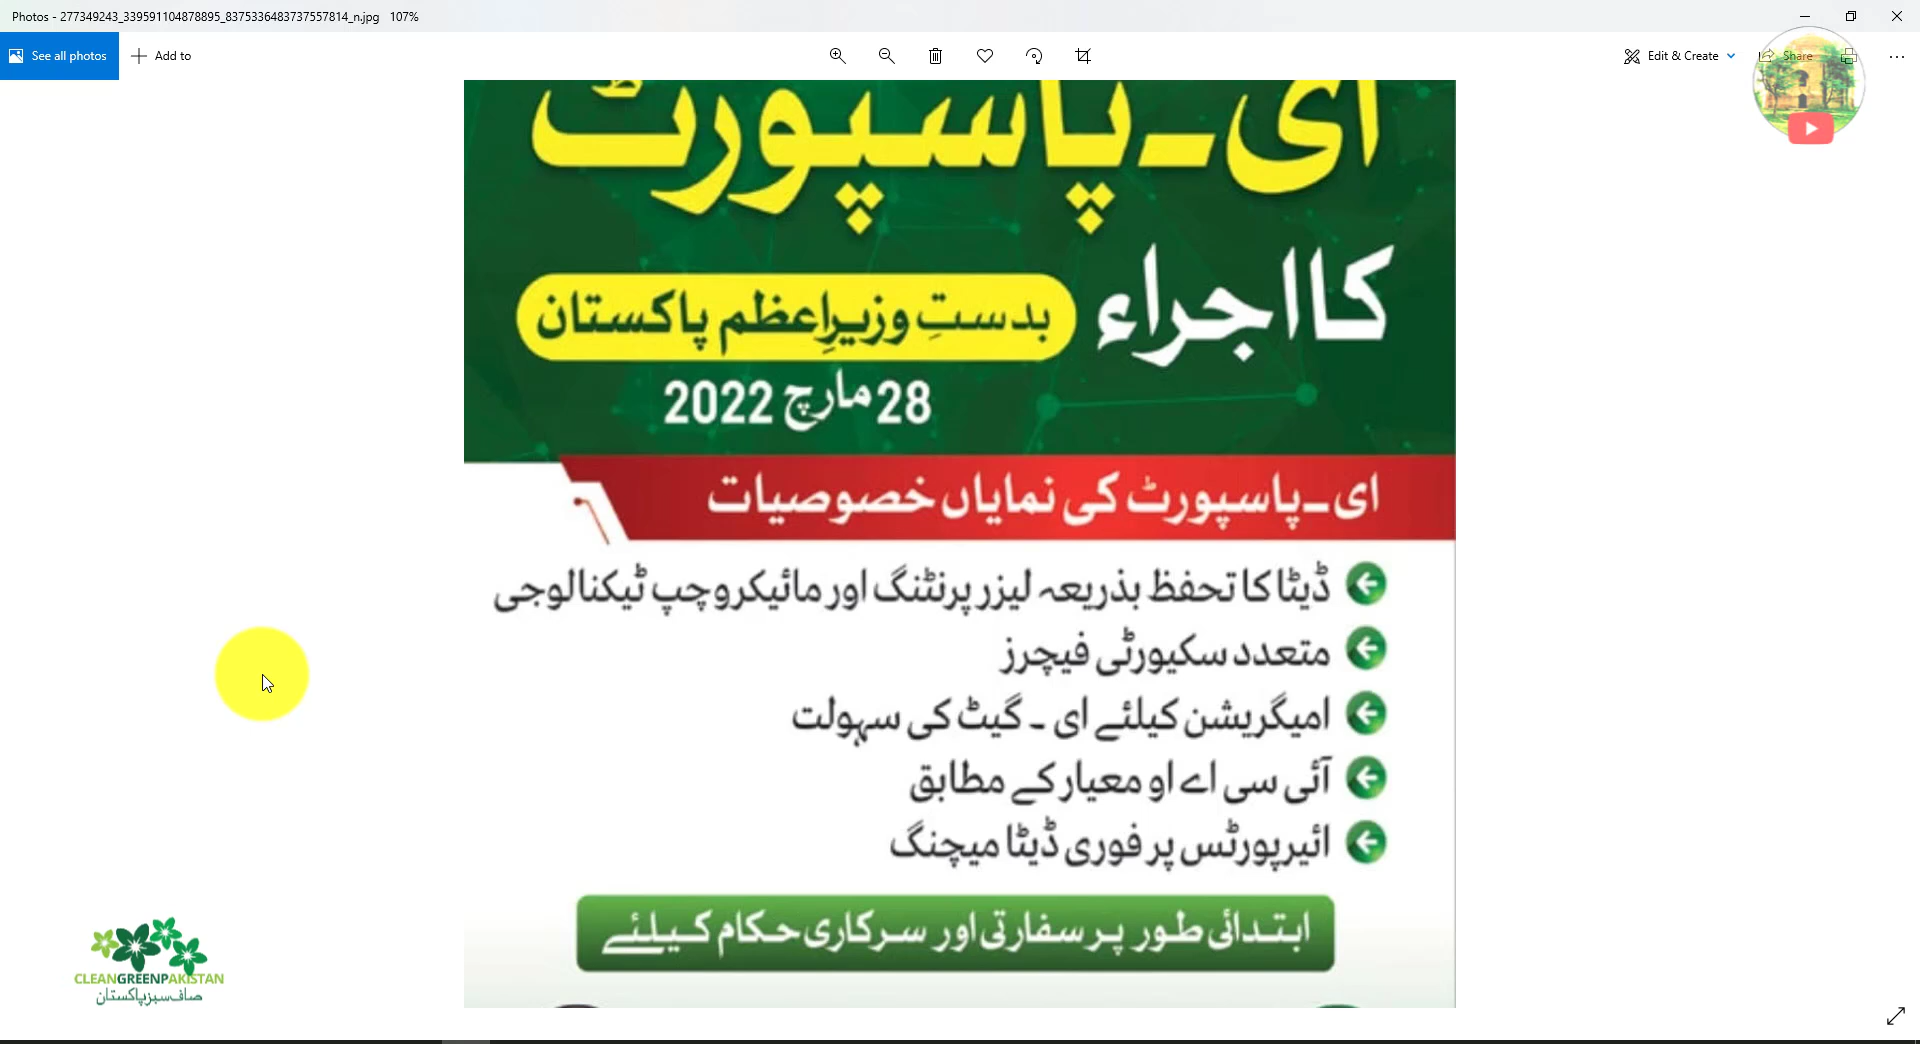 Photos - 277349243_339591104878895_8375336483737557814_n.jpg 107%
See all photos
Add to
Edit & Create
Share
ای-پاسپورٹ
کا اجراء
بدستِ وزیرِاعظم پاکستان
28 مارچ 2022
ای-پاسپورٹ کی نمایاں خصوصیات
ڈیٹا کا تحفظ بذریعہ لیزر پرنٹنگ اور مائیکروچپ ٹیکنالوجی
متعدد سکیورٹی فیچرز
امیگریشن کیلئے ای - گیٹ کی سہولت
آئی سی اے او معیار کے مطابق
ائیرپورٹس پر فوری ڈیٹا میچنگ
ابتدائی طور پر سفارتی اور سرکاری حکام کیلئے
CLEANGREENPAKISTAN
صاف سبز پاکستان